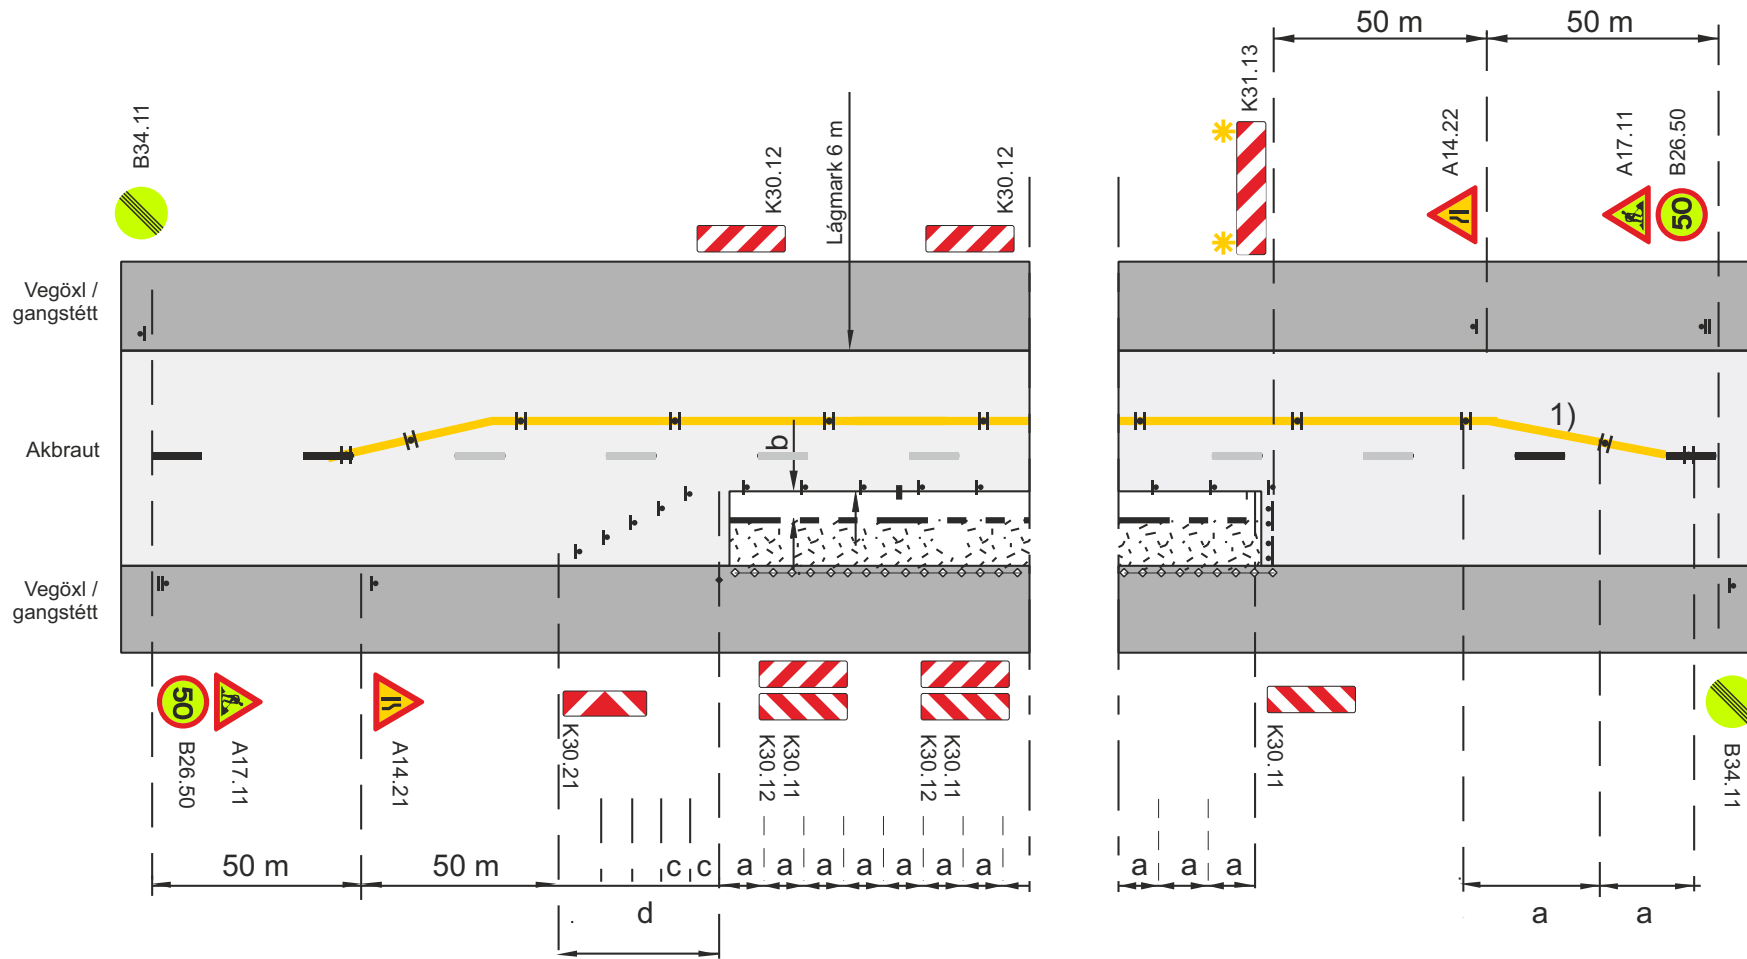 50 m
50 m
B34.11
K30.12
Lágmark 6 m
K30.12
K31.13
A14.22
A17.11
B26.50
50
Vegöxl /
gangstétt
Akbraut
b
1)
Vegöxl /
gangstétt
50
B26.50
A17.11
A14.21
K30.21
K30.12
K30.11
K30.12
K30.11
K30.11
B34.11
50 m
50 m
c
c
a
a
a
a
a
a
a
a
a
a
d
a
a